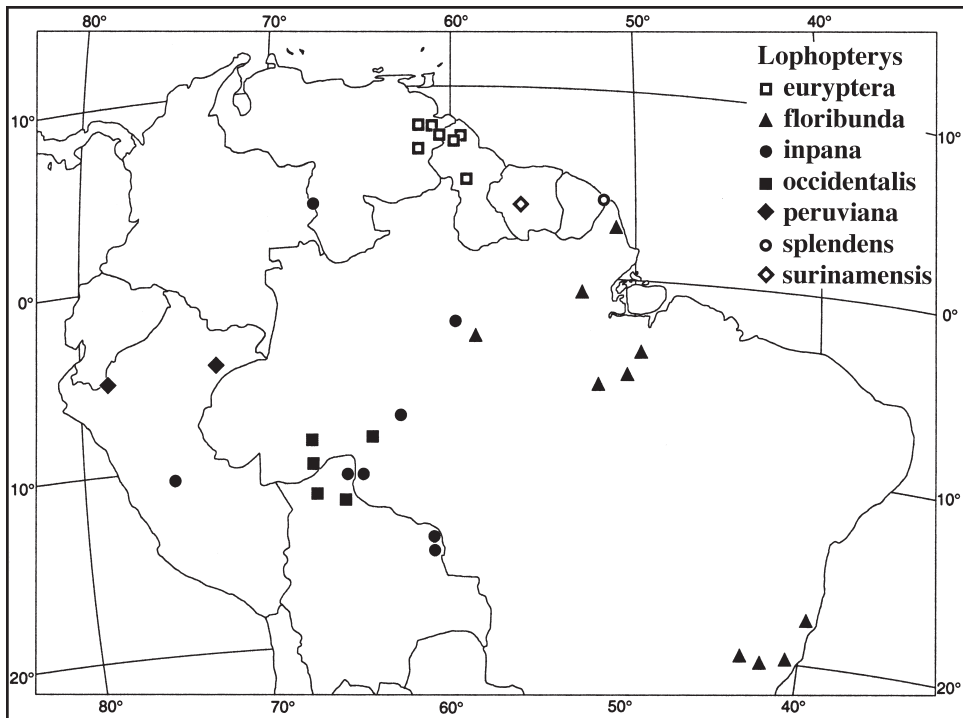 80° 70° 60° 50° 40°
Lophopterys
euryptera
floribunda
inpana
occidentalis
peruviana
splendens
surinamensis
10° 10°
0° 0°
10° 10°
20° 20°
80° 70° 60° 50° 40°